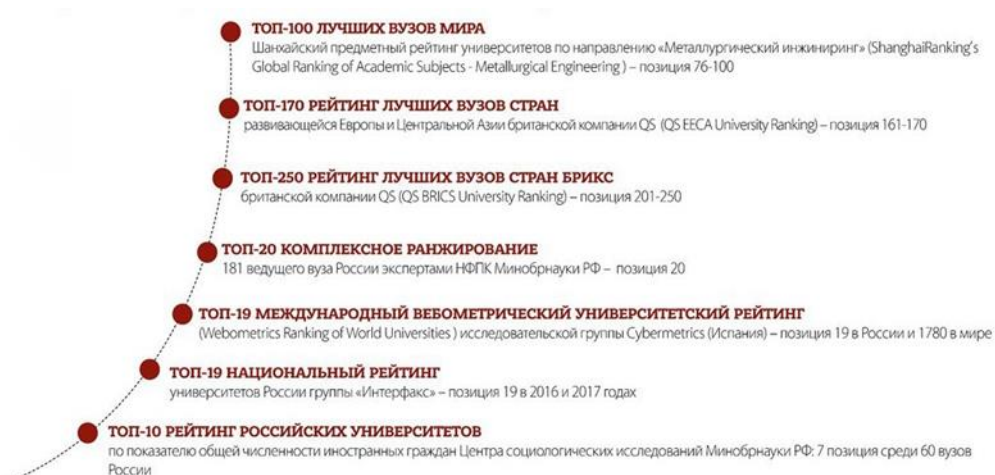 ТОП-100 ЛУЧШИХ ВУЗОВ МИРА
Шанхайский предметный рейтинг университетов по направлению «Металлургический инжиниринг» (ShanghaiRanking's
Global Ranking of Academic Subjects - Metallurgical Engineering ) – позиция 76-100
ТОП-170 РЕЙТИНГ ЛУЧШИХ ВУЗОВ СТРАН
развивающейся Европы и Центральной Азии британской компании QS (QS EECA University Ranking) – позиция 161-170
ТОП-250 РЕЙТИНГ ЛУЧШИХ ВУЗОВ СТРАН БРИКС
британской компании QS (QS BRICS University Ranking) – позиция 201-250
ТОП-20 КОМПЛЕКСНОЕ РАНЖИРОВАНИЕ
181 ведущего вуза России экспертами НФПК Минобрнауки РФ – позиция 20
ТОП-19 МЕЖДУНАРОДНЫЙ ВЕБОМЕТРИЧЕСКИЙ УНИВЕРСИТЕТСКИЙ РЕЙТИНГ
(Webometrics Ranking of World Universities ) исследовательской группы Cybermetrics (Испания) – позиция 19 в России и 1780 в мире
ТОП-19 НАЦИОНАЛЬНЫЙ РЕЙТИНГ
университетов России группы «Интерфакс» – позиция 19 в 2016 и 2017 годах
ТОП-10 РЕЙТИНГ РОССИЙСКИХ УНИВЕРСИТЕТОВ
по показателю общей численности иностранных граждан Центра социологических исследований Минобрнауки РФ: 7 позиция среди 60 вузов
России